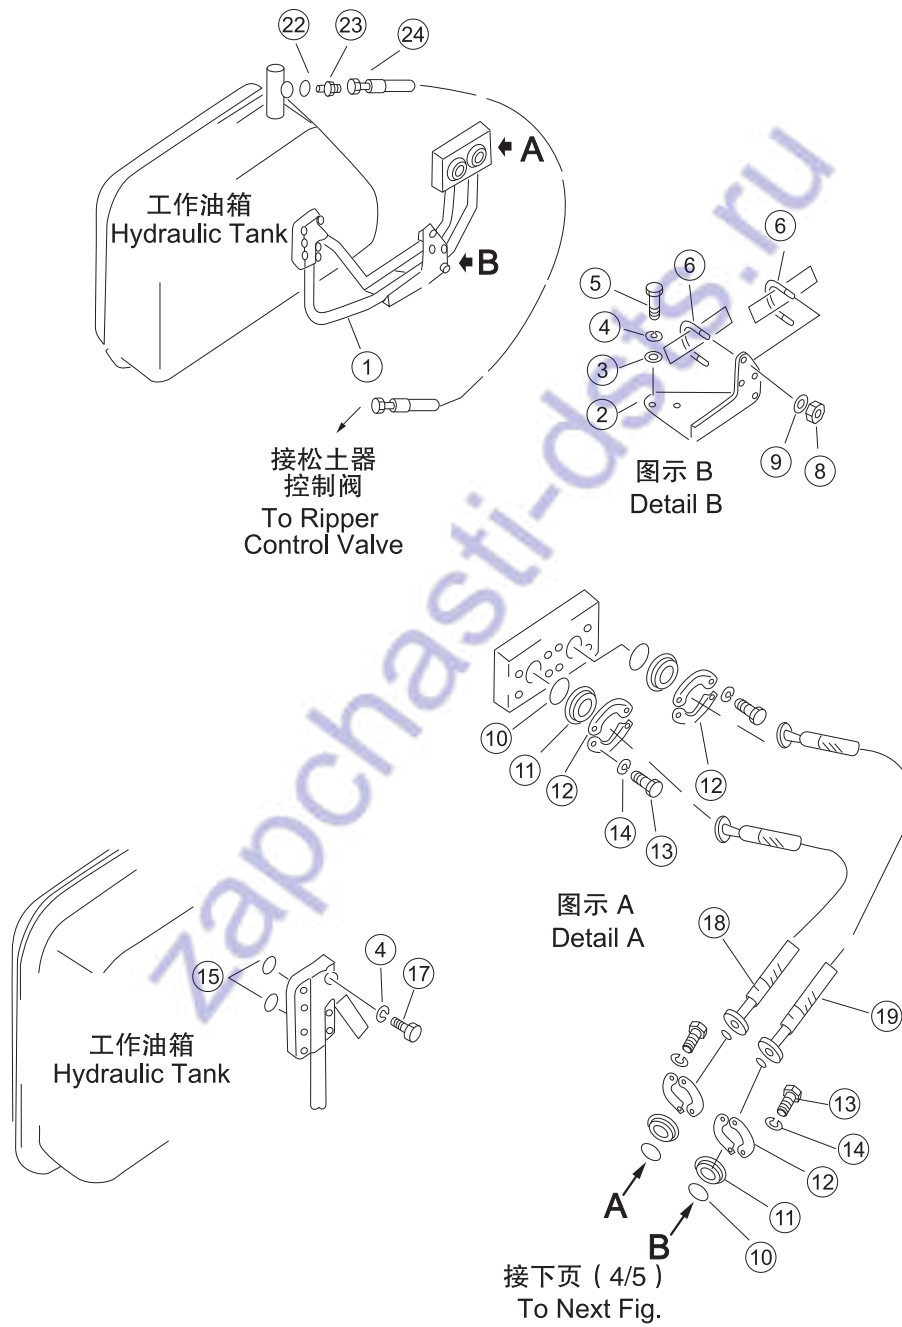 22 23 24
A
工作油箱
Hydraulic Tank
B
1
接松土器
控制阀
To Ripper
Control Valve
6
6
5
4
3
2
9
8
图示 B
Detail B
10
11
12
14
13
12
图示 A
Detail A
18
19
15
4
17
工作油箱
Hydraulic Tank
13
14
12
11
10
A
B
接下页（4/5）
To Next Fig.
zapchasti-dsts.ru